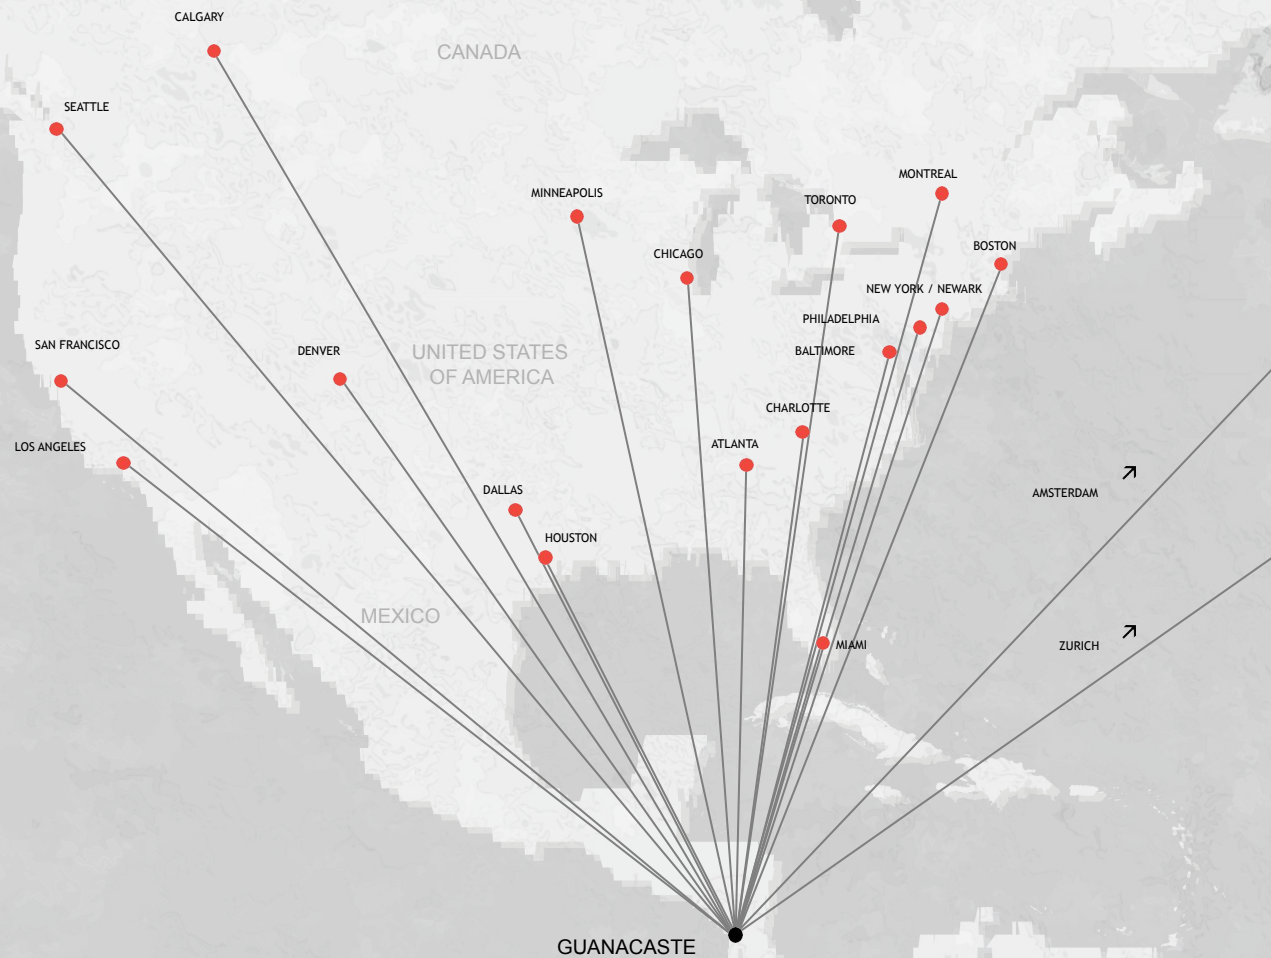 CALGARY
CANADA
SEATTLE
MONTREAL
MINNEAPOLIS
TORONTO
BOSTON
CHICAGO
NEW YORK / NEWARK
PHILADELPHIA
SAN FRANCISCO
DENVER
UNITED STATES
OF AMERICA
BALTIMORE
CHARLOTTE
LOS ANGELES
ATLANTA
DALLAS
AMSTERDAM
HOUSTON
MEXICO
MIAMI
ZURICH
GUANACASTE